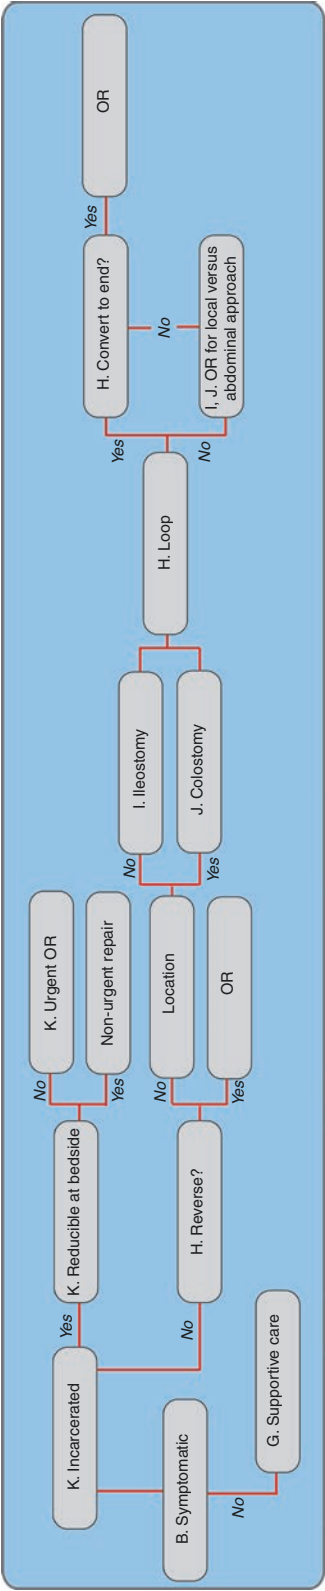 B. Symptomatic
No
G. Supportive care
K. Incarcerated
Yes
K. Reducible at bedside
No
K. Urgent OR
Yes
Non-urgent repair
No
H. Reverse?
No
Location
Yes
OR
No
I. Ileostomy
Yes
J. Colostomy
H. Loop
Yes
H. Convert to end?
Yes
OR
No
No
I, J. OR for local versus
abdominal approach